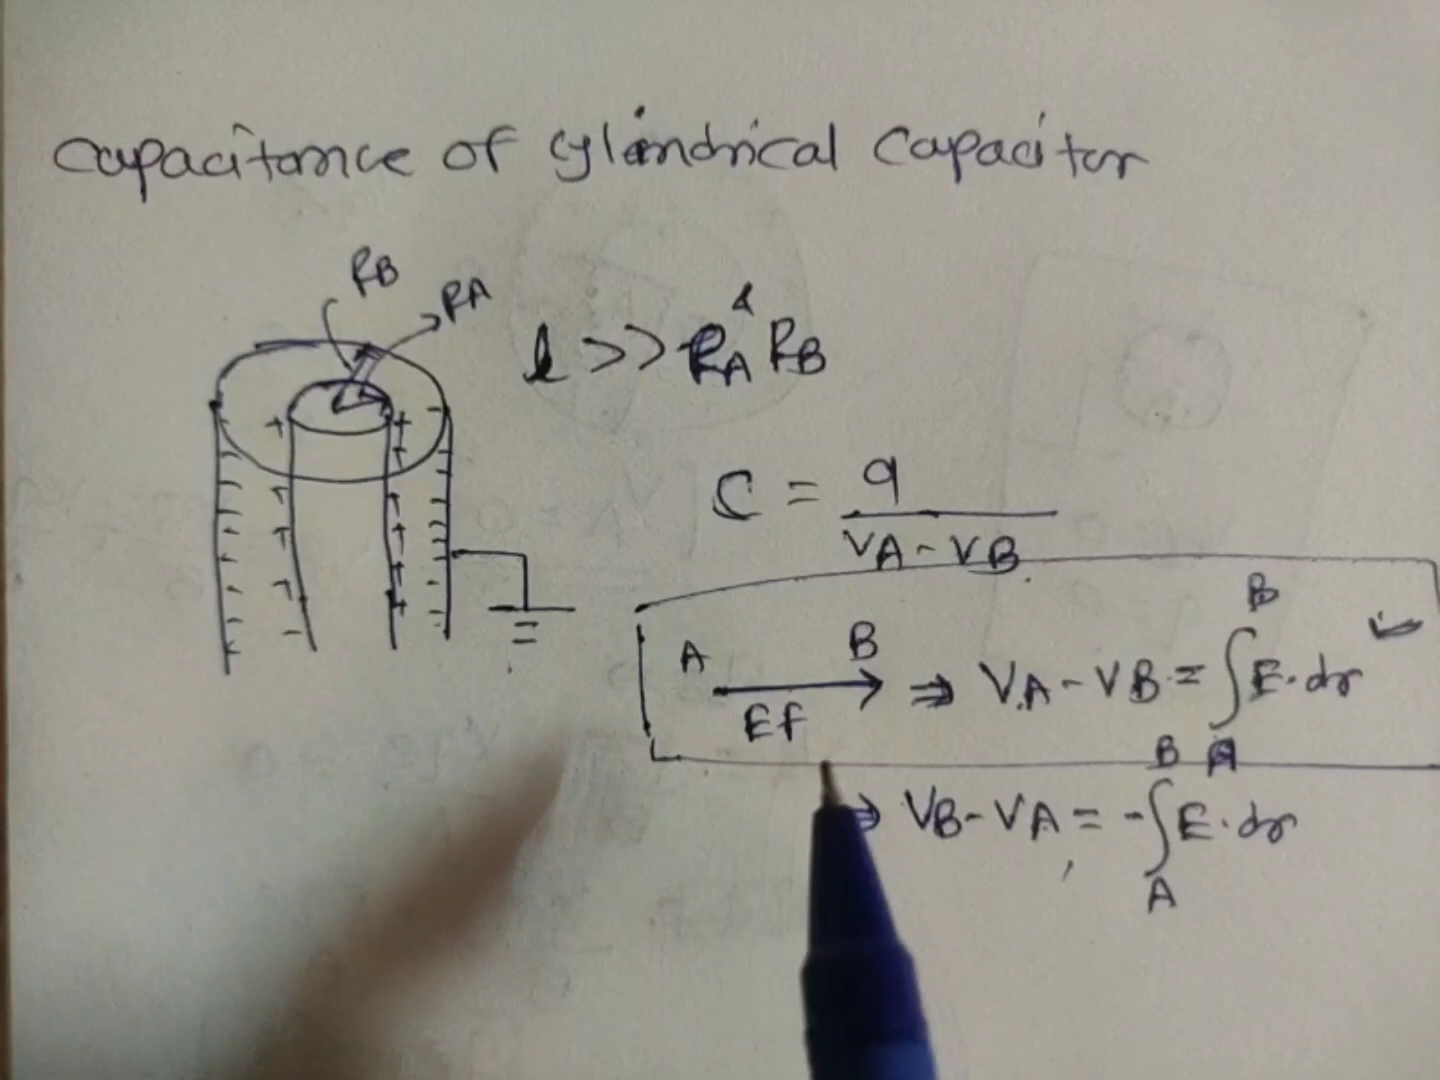 Capacitance of cylindrical capacitor
RB
RA
l >> RA & RB
C = q / VA - VB
A B ⇒ VA - VB = ∫ E. dr
B
A
EF
⇒ VB - VA = - ∫ E. dr
B
A